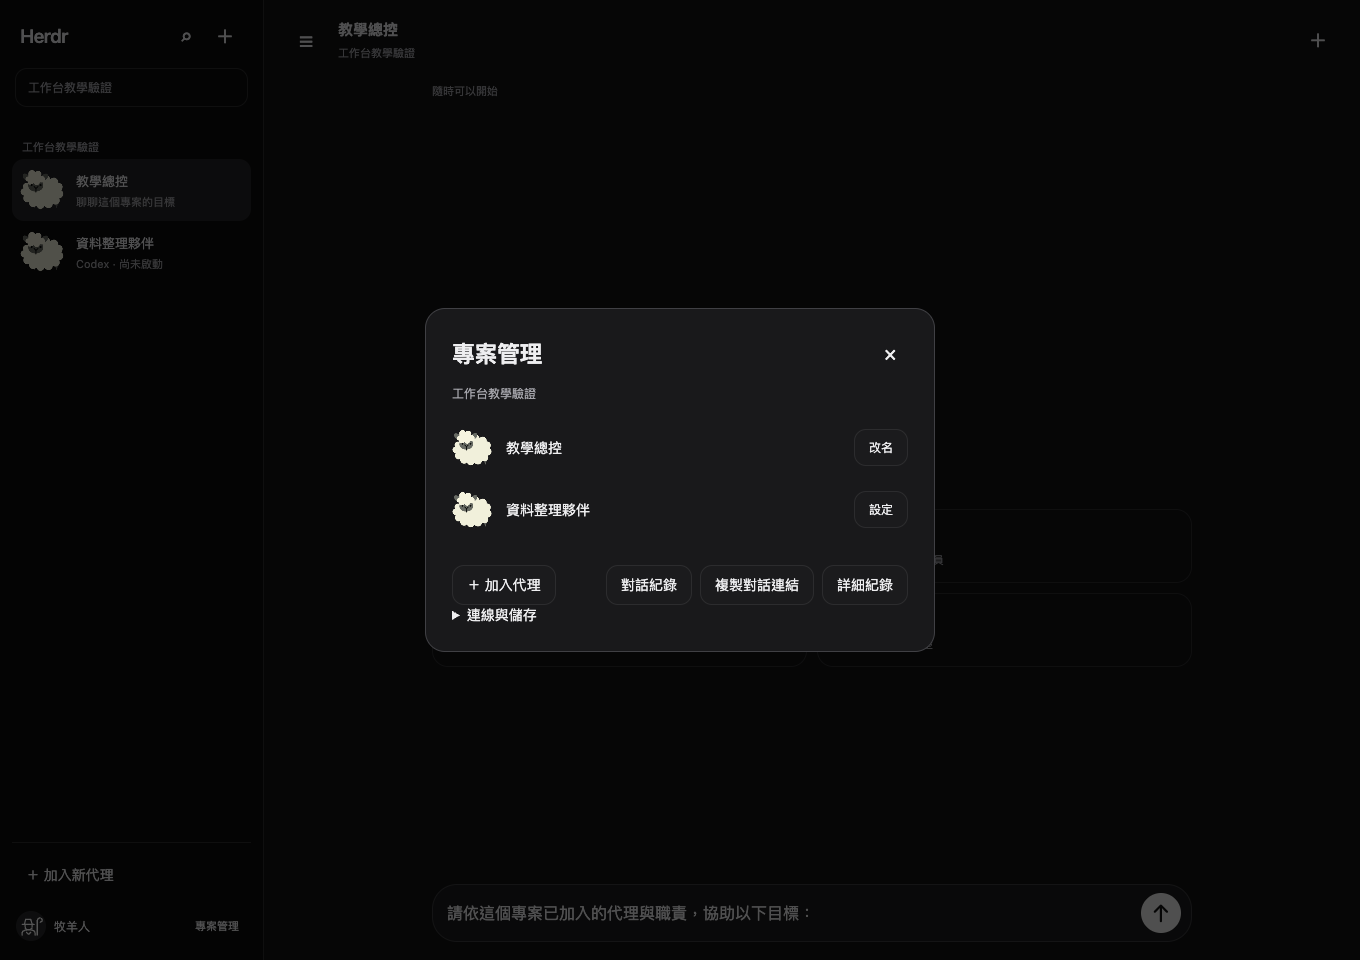 Herdr
工作台教學驗證
工作台教學驗證
教學總控
聊聊這個專案的目標
資料整理夥伴
Codex · 尚未啟動
+ 加入新代理
牧羊人
專案管理
教學總控
工作台教學驗證
隨時可以開始
專案管理
工作台教學驗證
教學總控
改名
資料整理夥伴
設定
+ 加入代理
對話紀錄
複製對話連結
詳細紀錄
連線與儲存
員
請依這個專案已加入的代理與職責，協助以下目標：